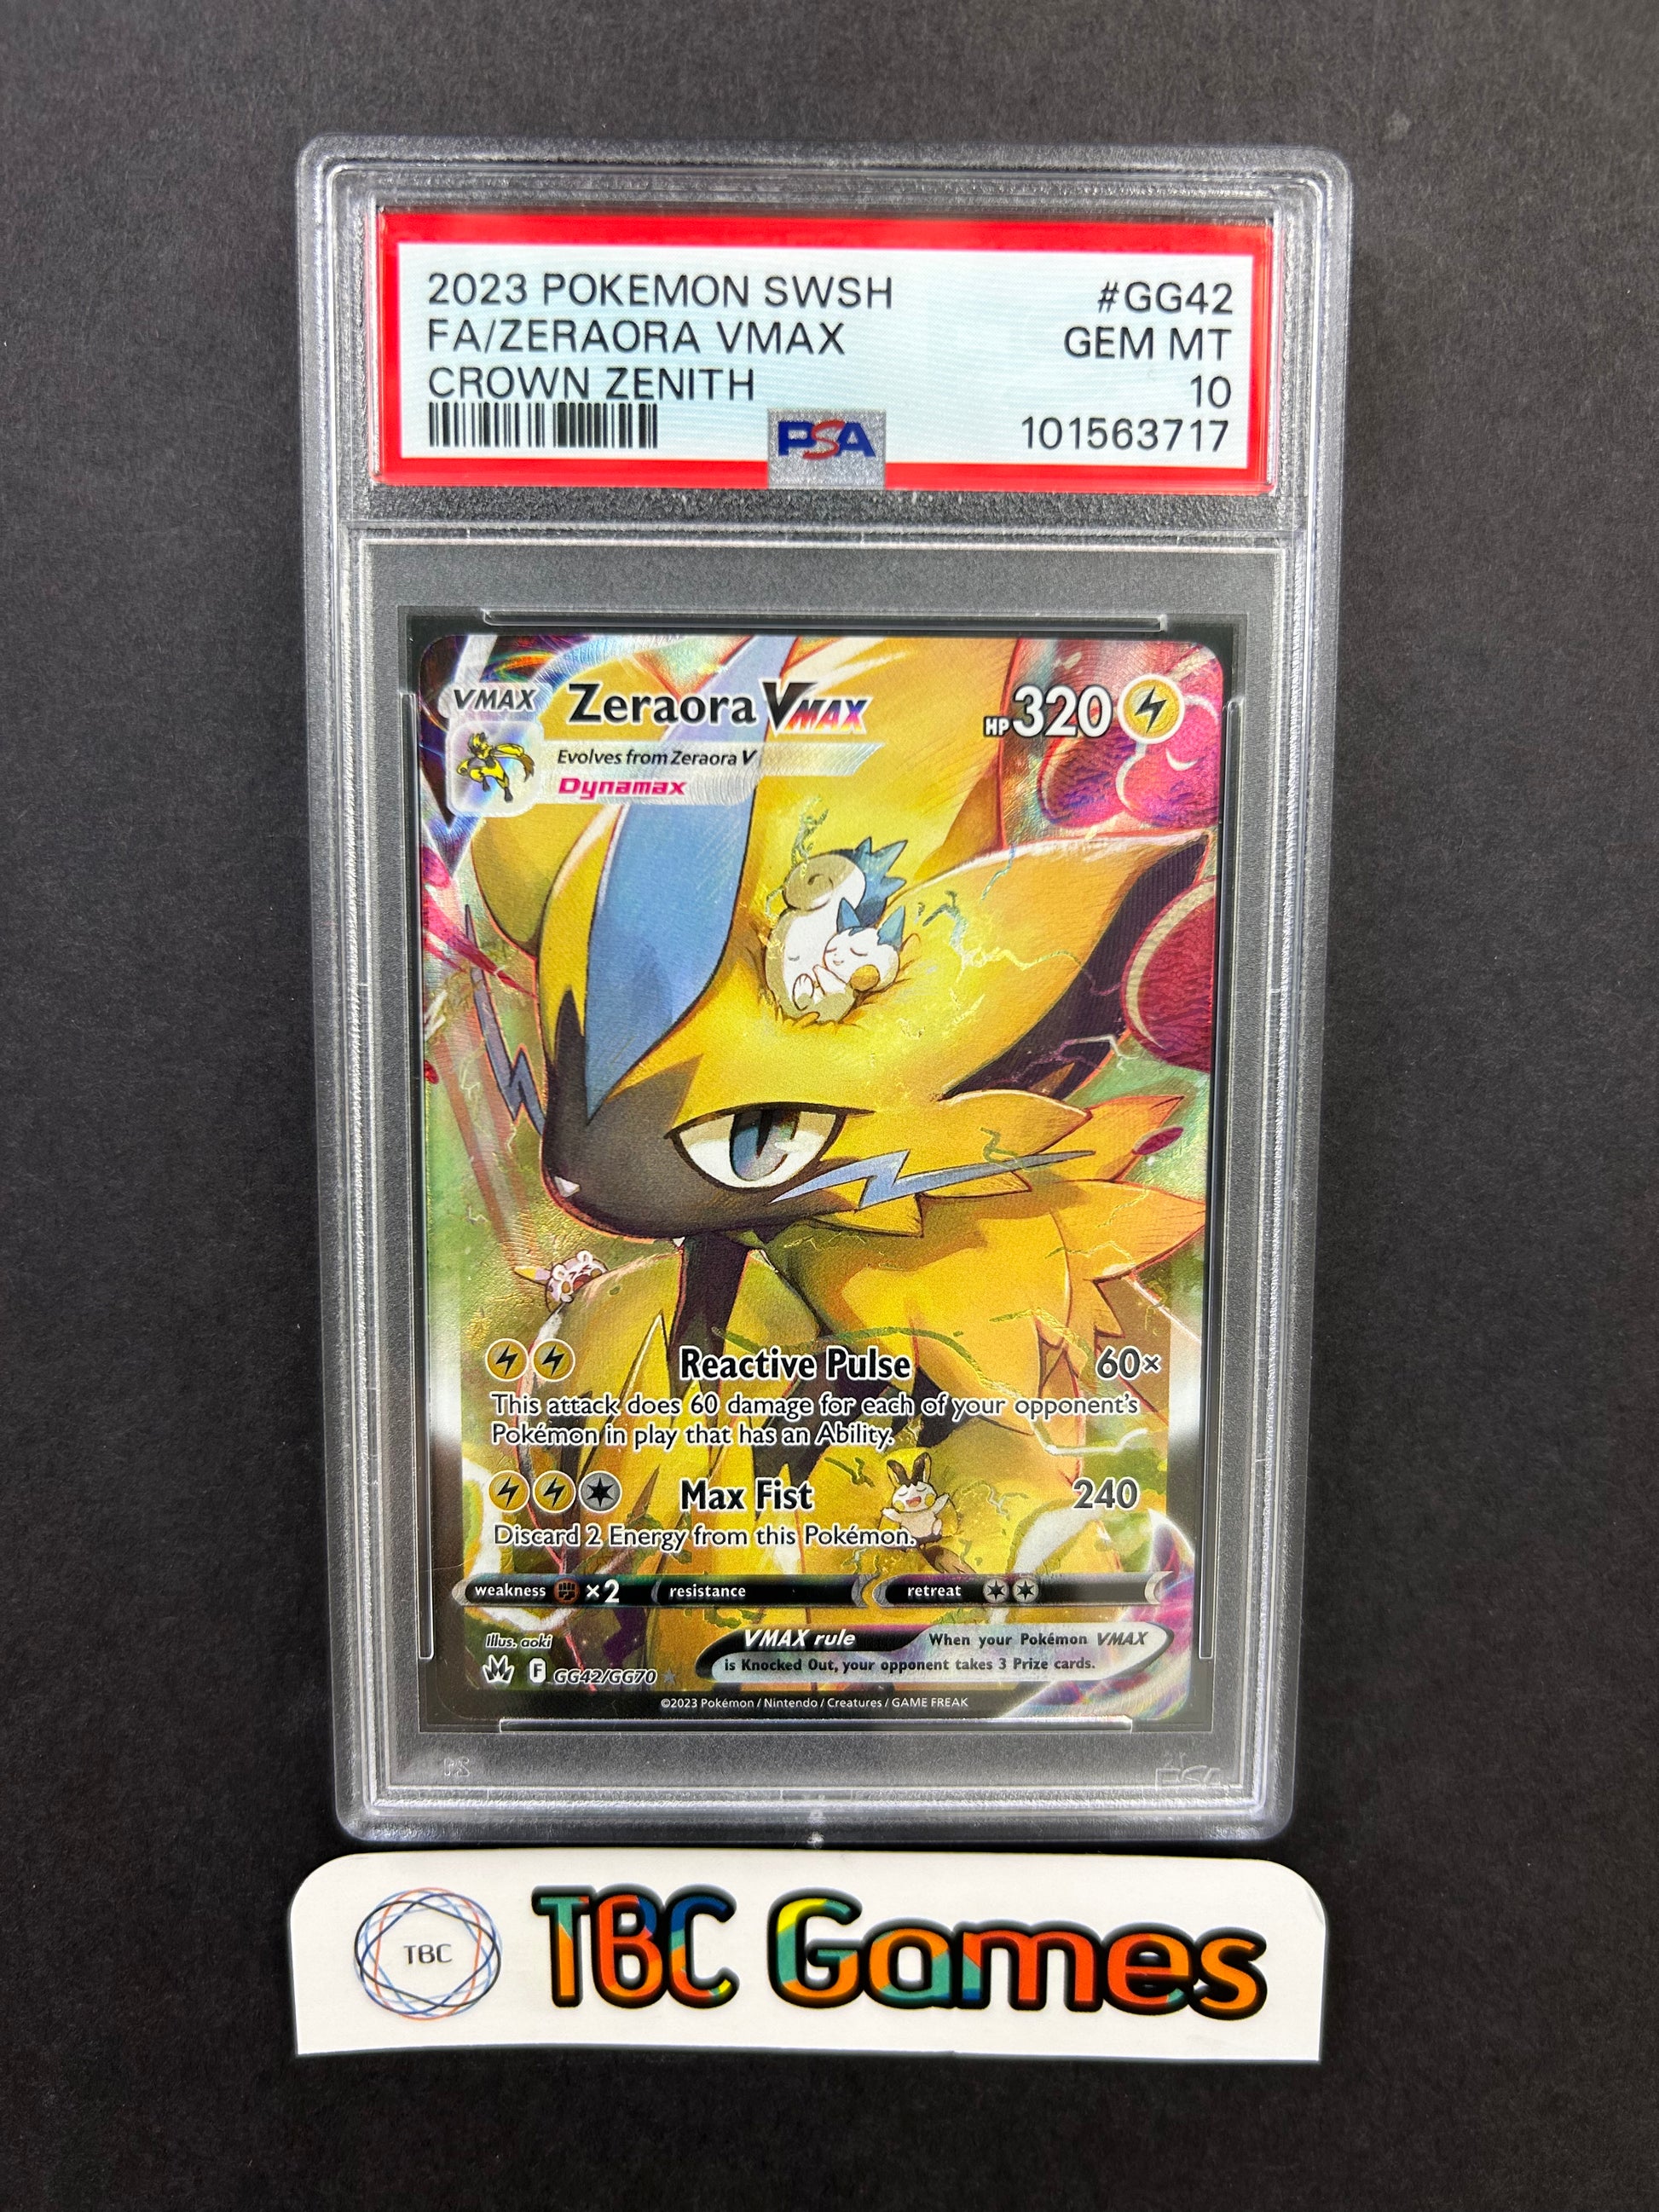 2023 POKEMON SWSH #GG42
FA/ZERAORA VMAX GEM MT
CROWN ZENITH 10
PSA 101563717
VMAX Zeraora VMAX HP 320
Evolves from Zeraora V
Dynamax
Reactive Pulse 60×
This attack does 60 damage for each of your opponent's
Pokémon in play that has an Ability.
Max Fist 240
Discard 2 Energy from this Pokémon.
weakness ×2 resistance retreat
Illus. aoki
VMAX rule When your Pokémon VMAX
is Knocked Out, your opponent takes 3 Prize cards.
F GG42/GG70 ★
©2023 Pokémon / Nintendo / Creatures / GAME FREAK
PSA
TBC TBC Games